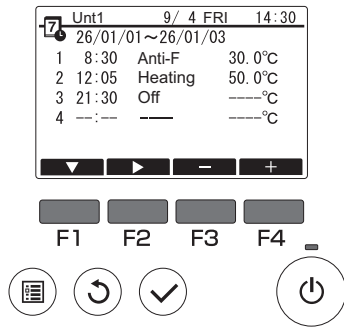 7 Unt1 9/ 4 FRI 14:30
26/01/01～26/01/03
1 8:30 Anti-F 30.0℃
2 12:05 Heating 50.0℃
3 21:30 Off ----℃
4 --:-- —— ----℃
▼ ▶ − +
F1 F2 F3 F4